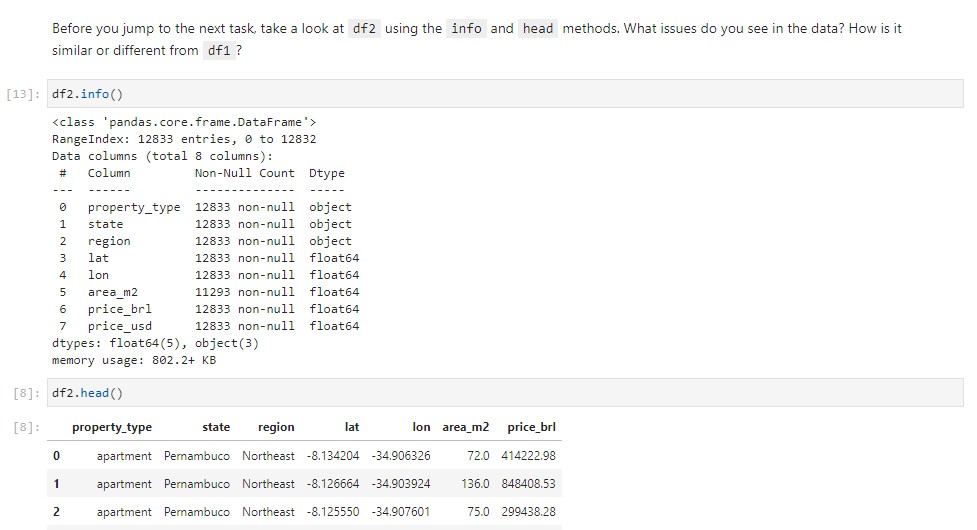 Before you jump to the next task, take a look at df2 using the info and head methods. What issues do you see in the data? How is it
similar or different from df1 ?
[13]: df2.info()
<class 'pandas.core.frame.DataFrame'>
RangeIndex: 12833 entries, 0 to 12832
Data columns (total 8 columns):
# Column Non-Null Count Dtype
--- ------ -------------- -----
0 property_type 12833 non-null object
1 state 12833 non-null object
2 region 12833 non-null object
3 lat 12833 non-null float64
4 lon 12833 non-null float64
5 area_m2 11293 non-null float64
6 price_brl 12833 non-null float64
7 price_usd 12833 non-null float64
dtypes: float64(5), object(3)
memory usage: 802.2+ KB
[8]: df2.head()
[8]: property_type state region lat lon area_m2 price_brl
0 apartment Pernambuco Northeast -8.134204 -34.906326 72.0 414222.98
1 apartment Pernambuco Northeast -8.126664 -34.903924 136.0 848408.53
2 apartment Pernambuco Northeast -8.125550 -34.907601 75.0 299438.28